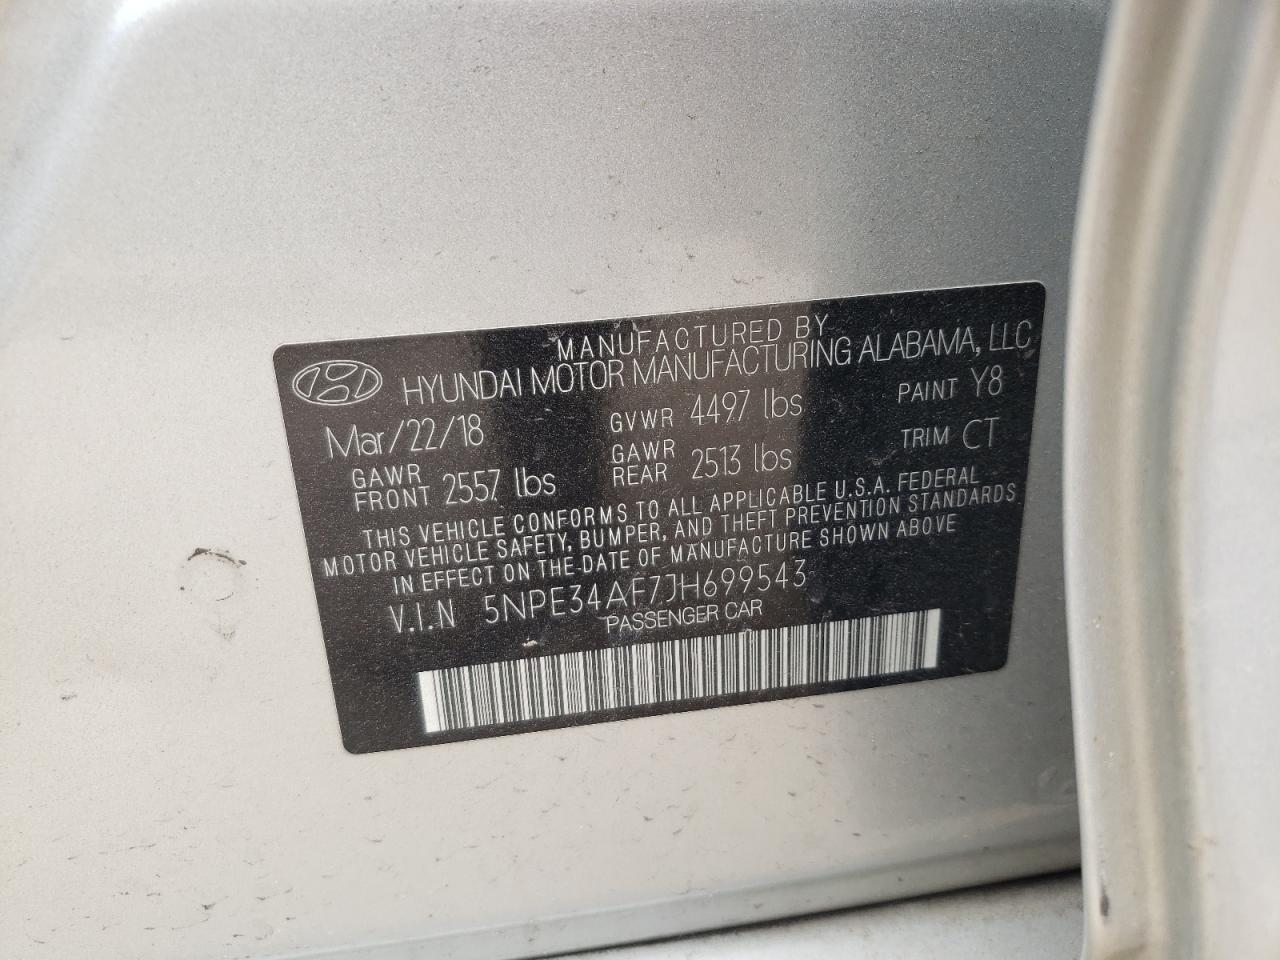 MANUFACTURED BY
HYUNDAI MOTOR MANUFACTURING ALABAMA, LLC
Mar/22/18 GVWR 4497 lbs PAINT Y8
GAWR FRONT 2557 lbs GAWR REAR 2513 lbs TRIM CT
THIS VEHICLE CONFORMS TO ALL APPLICABLE U.S.A. FEDERAL
MOTOR VEHICLE SAFETY, BUMPER, AND THEFT PREVENTION STANDARDS
IN EFFECT ON THE DATE OF MANUFACTURE SHOWN ABOVE
V.I.N 5NPE34AF7JH699543
PASSENGER CAR